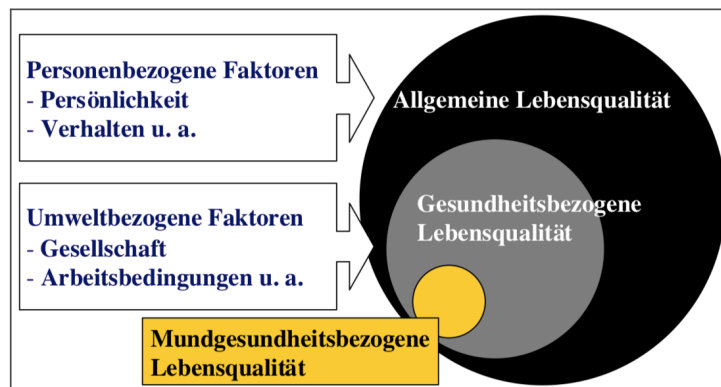 Personenbezogene Faktoren
- Persönlichkeit
- Verhalten u. a.
Allgemeine Lebensqualität
Umweltbezogene Faktoren
- Gesellschaft
- Arbeitsbedingungen u. a.
Gesundheitsbezogene
Lebensqualität
Mundgesundheitsbezogene
Lebensqualität